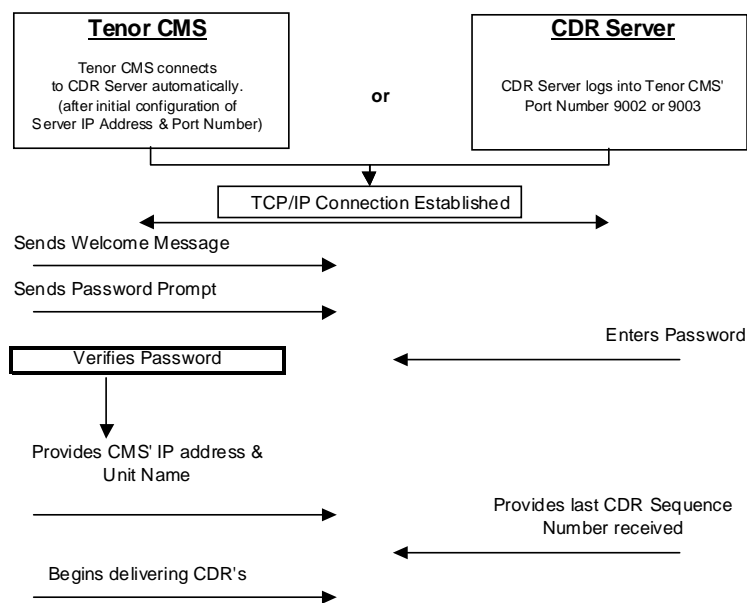 Tenor CMS
Tenor CMS connects
to CDR Server automatically.
(after initial configuration of
Server IP Address & Port Number)
or
CDR Server
CDR Server logs into Tenor CMS'
Port Number 9002 or 9003
TCP/IP Connection Established
Sends Welcome Message
Sends Password Prompt
Enters Password
Verifies Password
Provides CMS' IP address &
Unit Name
Provides last CDR Sequence
Number received
Begins delivering CDR's